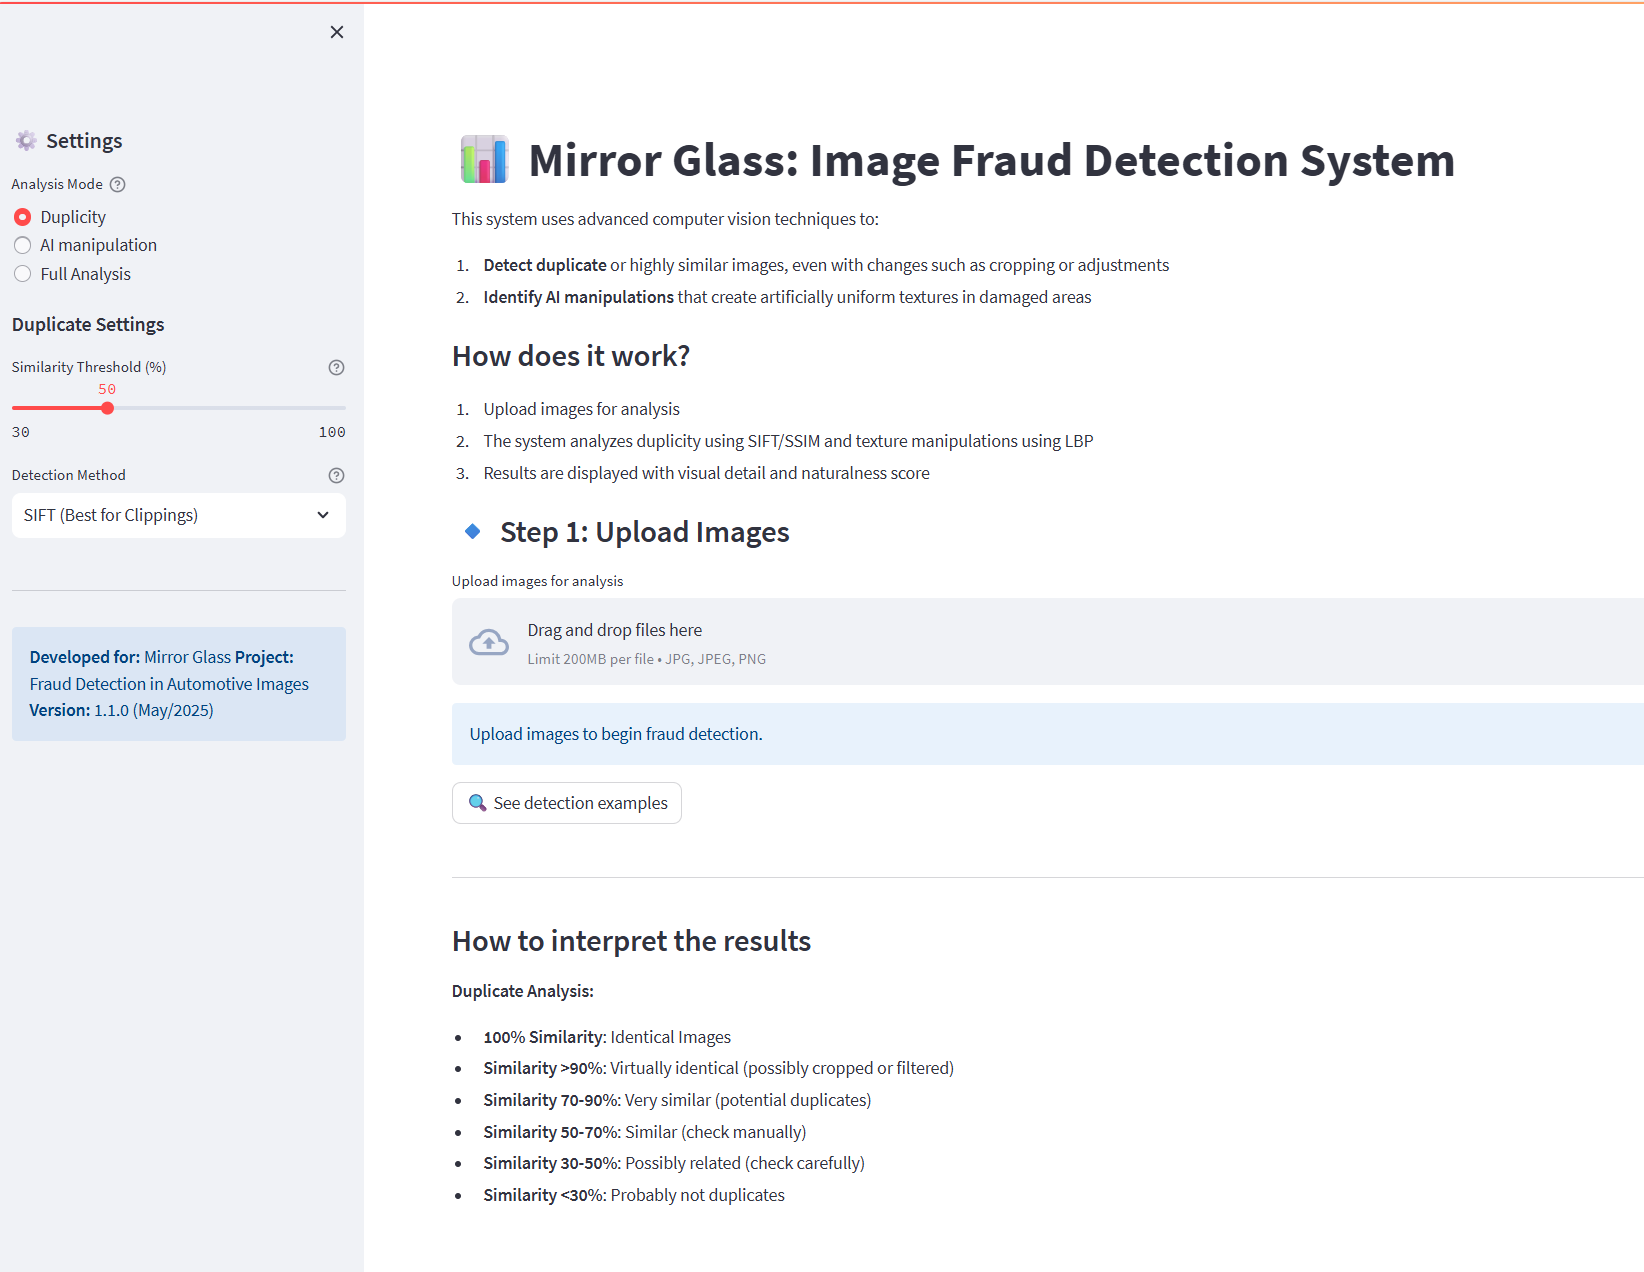 Settings
Analysis Mode
Duplicity
AI manipulation
Full Analysis
Duplicate Settings
Similarity Threshold (%)
50
30 100
Detection Method
SIFT (Best for Clippings)
Developed for: Mirror Glass Project:
Fraud Detection in Automotive Images
Version: 1.1.0 (May/2025)
Mirror Glass: Image Fraud Detection System
This system uses advanced computer vision techniques to:
1. Detect duplicate or highly similar images, even with changes such as cropping or adjustments
2. Identify AI manipulations that create artificially uniform textures in damaged areas
How does it work?
1. Upload images for analysis
2. The system analyzes duplicity using SIFT/SSIM and texture manipulations using LBP
3. Results are displayed with visual detail and naturalness score
Step 1: Upload Images
Upload images for analysis
Drag and drop files here
Limit 200MB per file • JPG, JPEG, PNG
Upload images to begin fraud detection.
See detection examples
How to interpret the results
Duplicate Analysis:
• 100% Similarity: Identical Images
• Similarity >90%: Virtually identical (possibly cropped or filtered)
• Similarity 70-90%: Very similar (potential duplicates)
• Similarity 50-70%: Similar (check manually)
• Similarity 30-50%: Possibly related (check carefully)
• Similarity <30%: Probably not duplicates